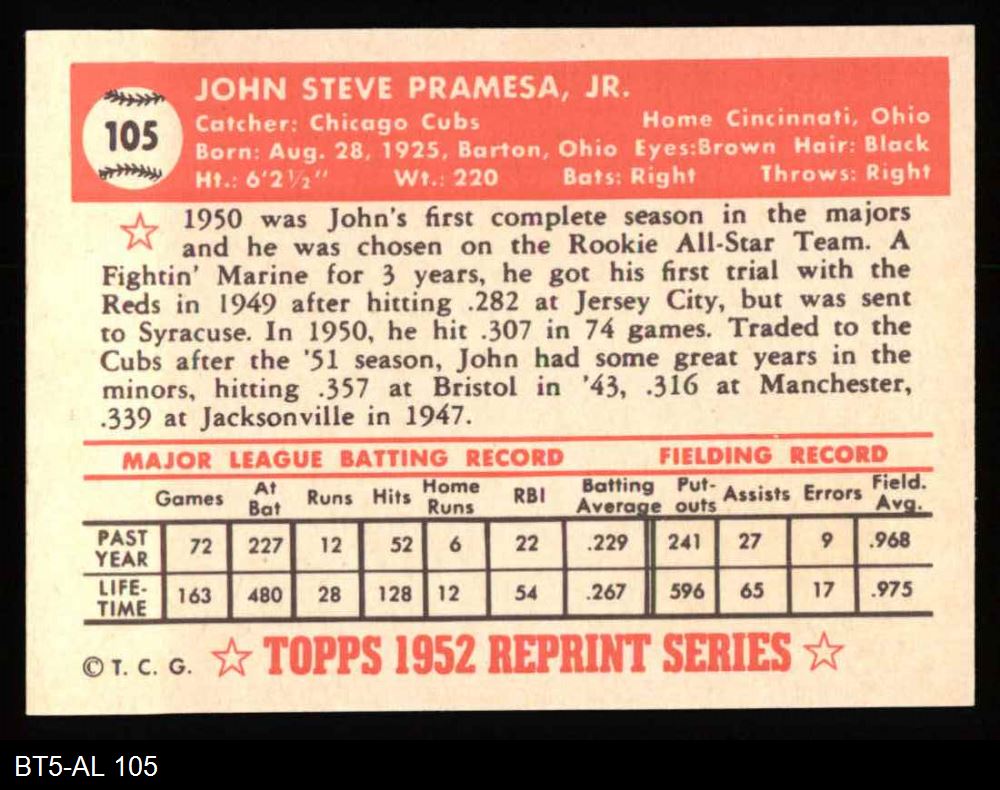 105
JOHN STEVE PRAMESA, JR.
Catcher: Chicago Cubs Home Cincinnati, Ohio
Born: Aug. 28, 1925, Barton, Ohio Eyes:Brown Hair: Black
Ht.: 6'2½" Wt.: 220 Bats: Right Throws: Right
1950 was John's first complete season in the majors
and he was chosen on the Rookie All-Star Team. A
Fightin' Marine for 3 years, he got his first trial with the
Reds in 1949 after hitting .282 at Jersey City, but was sent
to Syracuse. In 1950, he hit .307 in 74 games. Traded to the
Cubs after the '51 season, John had some great years in the
minors, hitting .357 at Bristol in '43, .316 at Manchester,
.339 at Jacksonville in 1947.
MAJOR LEAGUE BATTING RECORD FIELDING RECORD
Games At Bat Runs Hits Home Runs RBI Batting Average Put-outs Assists Errors Field. Avg.
PAST YEAR 72 227 12 52 6 22 .229 241 27 9 .968
LIFE-TIME 163 480 28 128 12 54 .267 596 65 17 .975
© T. C. G. TOPPS 1952 REPRINT SERIES
BT5-AL 105